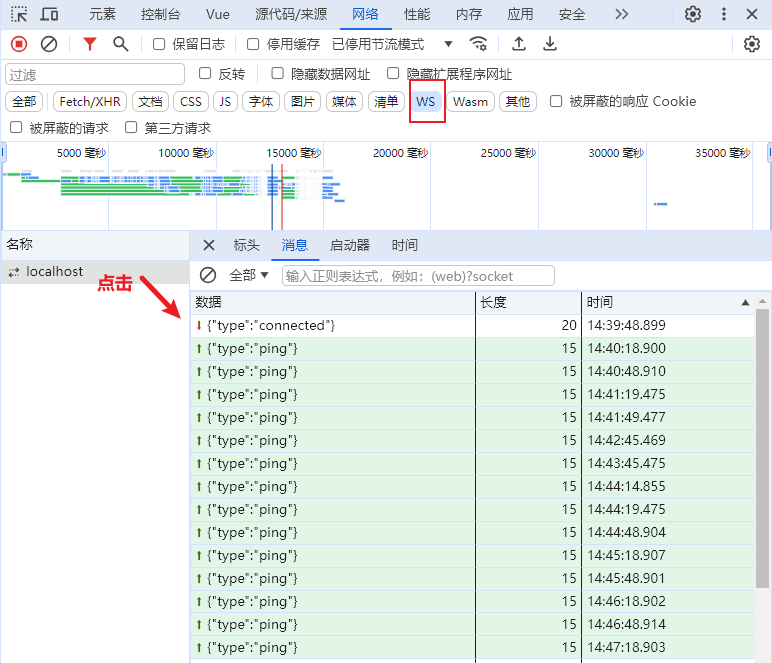 元素 控制台 Vue 源代码/来源 网络 性能 内存 应用 安全
保留日志 停用缓存 已停用节流模式
过滤 反转 隐藏数据网址 隐藏扩展程序网址
全部 Fetch/XHR 文档 CSS JS 字体 图片 媒体 清单 WS Wasm 其他 被屏蔽的响应 Cookie
被屏蔽的请求 第三方请求
5000 毫秒 10000 毫秒 15000 毫秒 20000 毫秒 25000 毫秒 30000 毫秒 35000 毫秒
名称 标头 消息 启动器 时间
localhost 全部 输入正则表达式，例如：(web)?socket
点击
数据 长度 时间
{"type":"connected"} 20 14:39:48.899
{"type":"ping"} 15 14:40:18.900
{"type":"ping"} 15 14:40:48.910
{"type":"ping"} 15 14:41:19.475
{"type":"ping"} 15 14:41:49.477
{"type":"ping"} 15 14:42:45.469
{"type":"ping"} 15 14:43:45.475
{"type":"ping"} 15 14:44:14.855
{"type":"ping"} 15 14:44:19.475
{"type":"ping"} 15 14:44:48.904
{"type":"ping"} 15 14:45:18.907
{"type":"ping"} 15 14:45:48.901
{"type":"ping"} 15 14:46:18.902
{"type":"ping"} 15 14:46:48.914
{"type":"ping"} 15 14:47:18.903